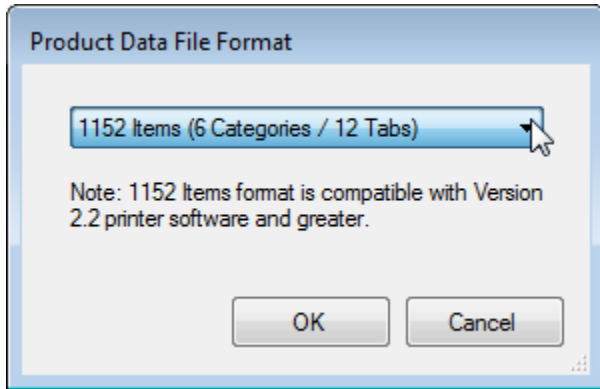 Product Data File Format
1152 Items (6 Categories / 12 Tabs)
Note: 1152 Items format is compatible with Version
2.2 printer software and greater.
OK Cancel